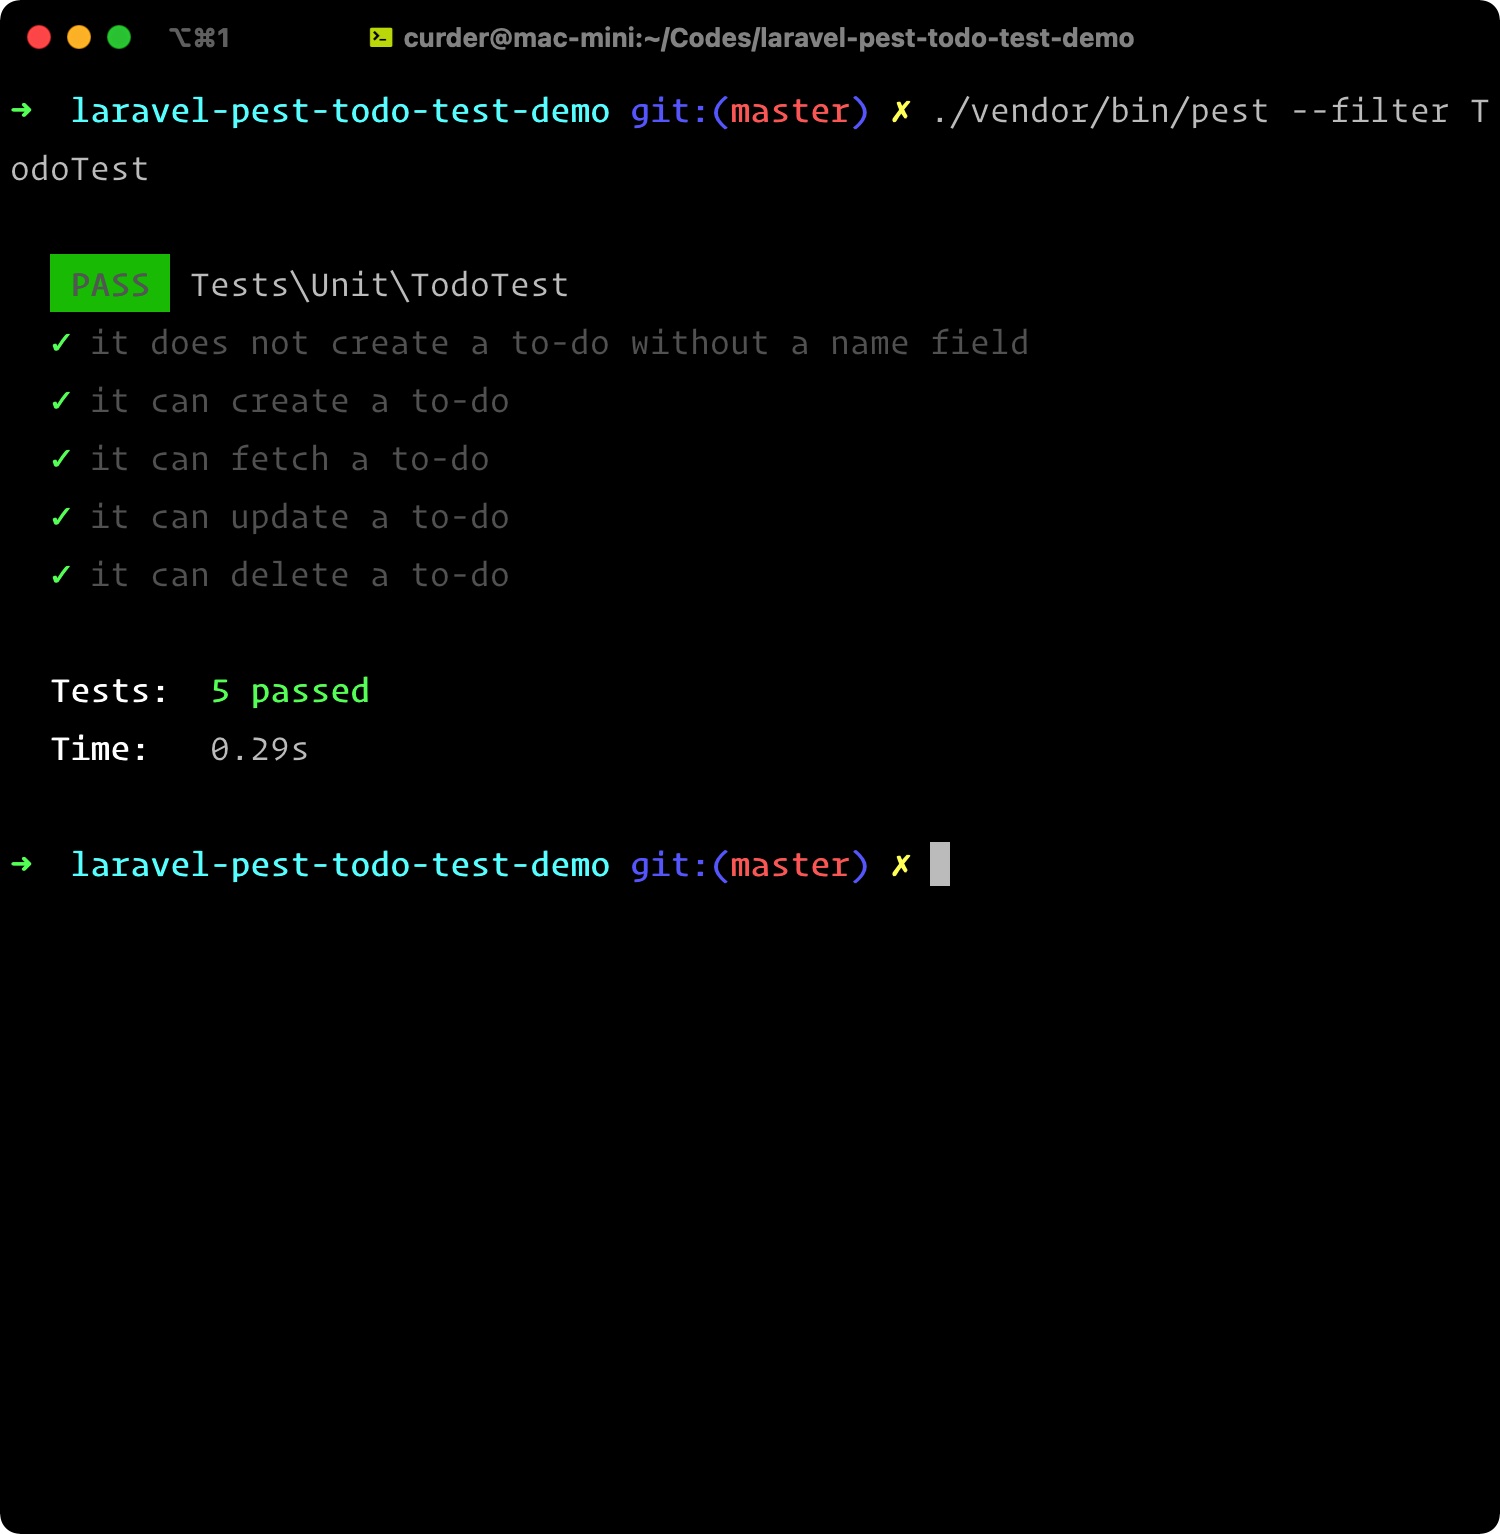 ⌥⌘1 curder@mac-mini:~/Codes/laravel-pest-todo-test-demo
➜  laravel-pest-todo-test-demo git:(master) ✗ ./vendor/bin/pest --filter T
odoTest
PASS Tests\Unit\TodoTest
✓ it does not create a to-do without a name field
✓ it can create a to-do
✓ it can fetch a to-do
✓ it can update a to-do
✓ it can delete a to-do
Tests:  5 passed
Time:   0.29s
➜  laravel-pest-todo-test-demo git:(master) ✗